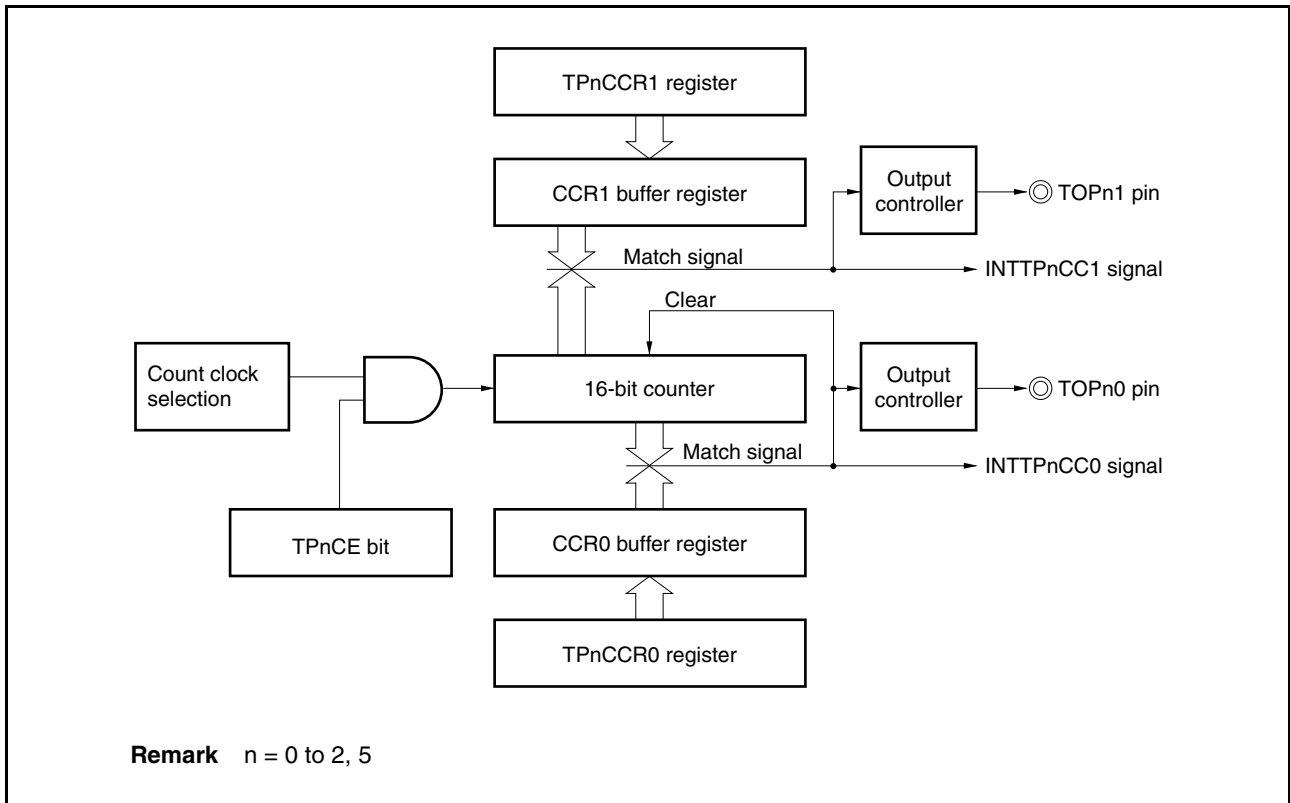 TPnCCR1 register
CCR1 buffer register
Output
controller
TOPn1 pin
Match signal
INTTPnCC1 signal
Clear
Count clock
selection
16-bit counter
Output
controller
TOPn0 pin
Match signal
INTTPnCC0 signal
TPnCE bit
CCR0 buffer register
TPnCCR0 register
Remark n = 0 to 2, 5